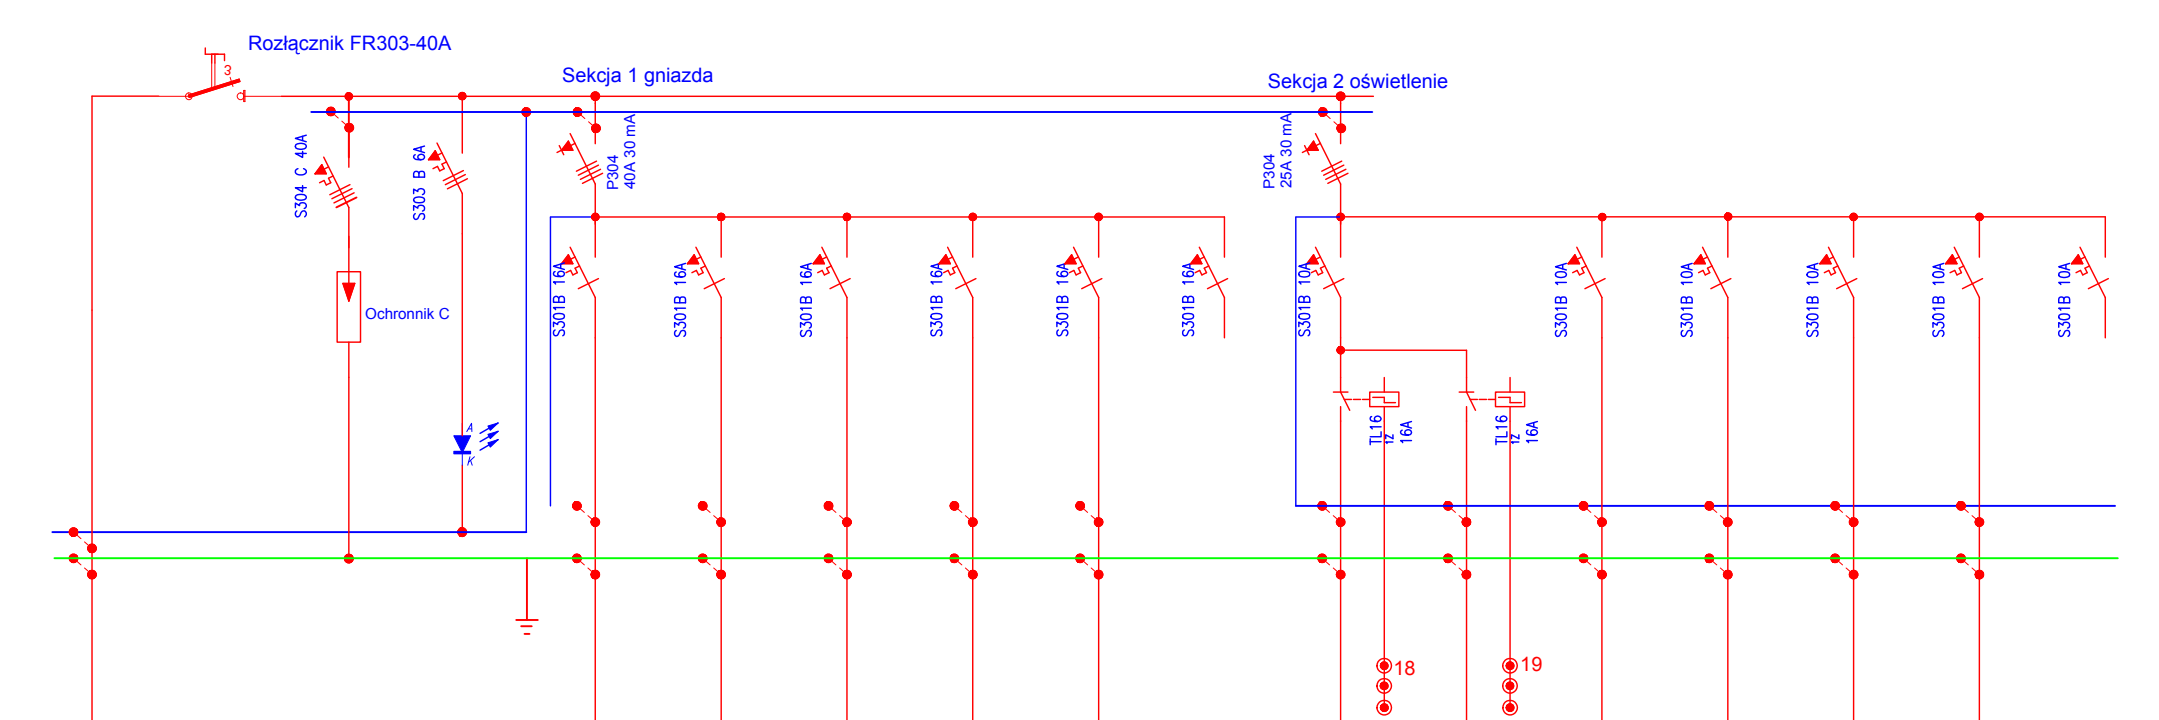 Rozłącznik FR303-40A
3
Sekcja 1 gniazda
Sekcja 2 oświetlenie
S304 C 40A
S303 B 6A
P304
40A 30 mA
P304
25A 30 mA
S301B 16A
S301B 16A
S301B 16A
S301B 16A
S301B 16A
S301B 16A
S301B 10A
S301B 10A
S301B 10A
S301B 10A
S301B 10A
S301B 10A
Ochronnik C
A
K
TL16
1Z
16A
TL16
1Z
16A
18
19